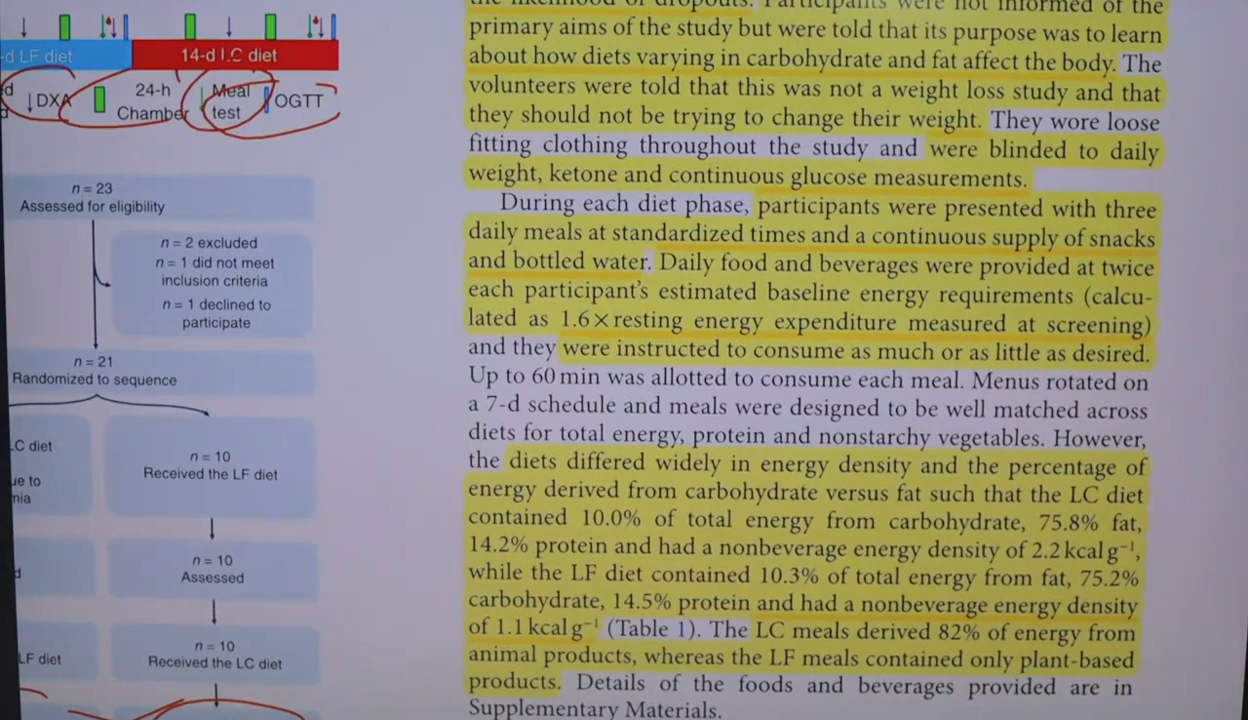 d LF diet
14-d LC diet
DXA
24-h
Chamber
Meal
test
OGTT
n = 23
Assessed for eligibility
n = 2 excluded
n = 1 did not meet
inclusion criteria
n = 1 declined to
participate
n = 21
Randomized to sequence
LC diet
n = 10
Received the LF diet
n = 10
Assessed
n = 10
Received the LC diet
LF diet
the likelihood of dropouts. Participants were not informed of the
primary aims of the study but were told that its purpose was to learn
about how diets varying in carbohydrate and fat affect the body. The
volunteers were told that this was not a weight loss study and that
they should not be trying to change their weight. They wore loose
fitting clothing throughout the study and were blinded to daily
weight, ketone and continuous glucose measurements.
During each diet phase, participants were presented with three
daily meals at standardized times and a continuous supply of snacks
and bottled water. Daily food and beverages were provided at twice
each participant's estimated baseline energy requirements (calcu-
lated as 1.6 × resting energy expenditure measured at screening)
and they were instructed to consume as much or as little as desired.
Up to 60 min was allotted to consume each meal. Menus rotated on
a 7-d schedule and meals were designed to be well matched across
diets for total energy, protein and nonstarchy vegetables. However,
the diets differed widely in energy density and the percentage of
energy derived from carbohydrate versus fat such that the LC diet
contained 10.0% of total energy from carbohydrate, 75.8% fat,
14.2% protein and had a nonbeverage energy density of 2.2 kcal g⁻¹,
while the LF diet contained 10.3% of total energy from fat, 75.2%
carbohydrate, 14.5% protein and had a nonbeverage energy density
of 1.1 kcal g⁻¹ (Table 1). The LC meals derived 82% of energy from
animal products, whereas the LF meals contained only plant-based
products. Details of the foods and beverages provided are in
Supplementary Materials.